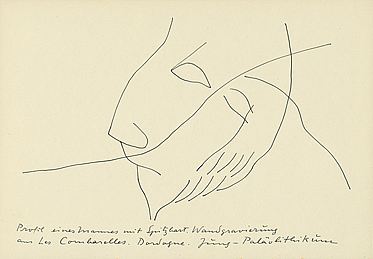 Profil eines Mannes mit Spitzbart. Wandgravierung
aus Les Combarelles. Dordogne. Jung-Paläolithikum